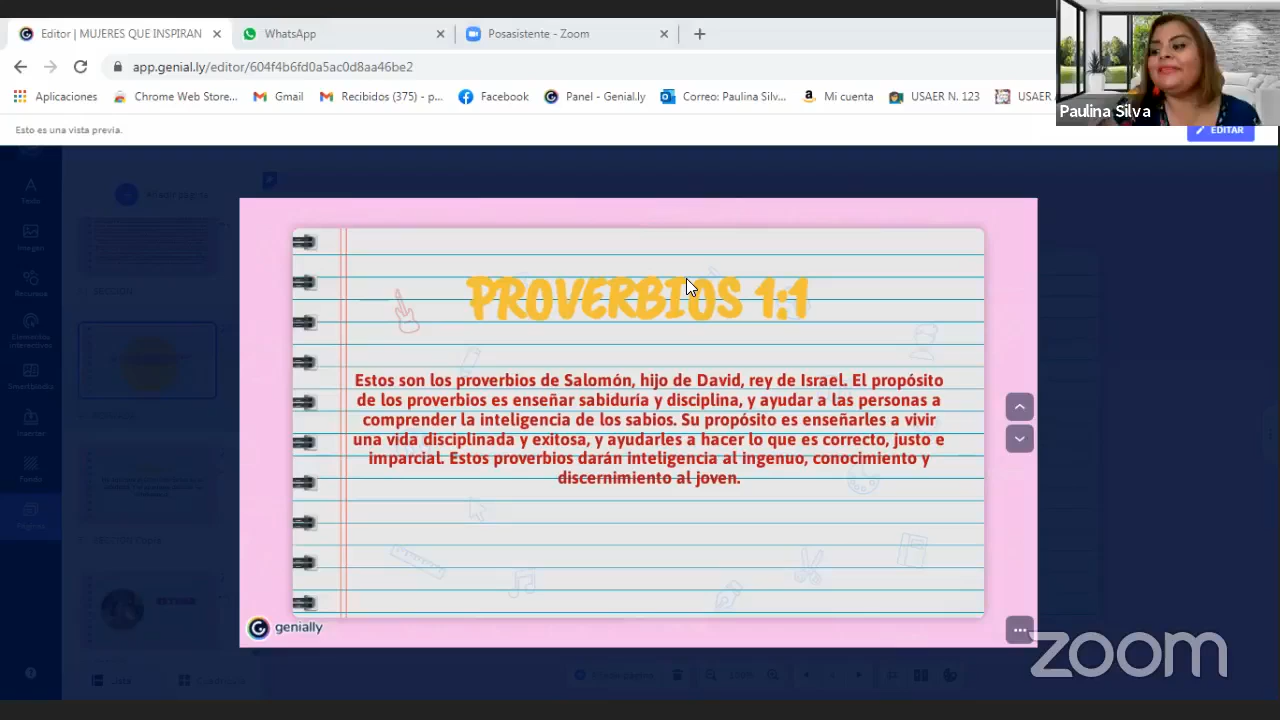 Editor | MUJERES QUE INSPIRAN
WhatsApp
Posasistente - Zoom
Paulina Silva
Aplicaciones
Chrome Web Store...
Gmail
Recibidos (375) - p...
Facebook
Panel - Genial.ly
Correo: Paulina Silv...
Mi cuenta
USAER N. 123
USAER
Esto es una vista previa.
EDITAR
Añadir página
Texto
Imagen
PROVERBIOS 1:1
Estos son los proverbios de Salomón, hijo de David, rey de Israel. El propósito
de los proverbios es enseñar sabiduría y disciplina, y ayudar a las personas a
comprender la inteligencia de los sabios. Su propósito es enseñarles a vivir
una vida disciplinada y exitosa, y ayudarles a hacer lo que es correcto, justo e
imparcial. Estos proverbios darán inteligencia al ingenuo, conocimiento y
discernimiento al joven.
genially
zoom